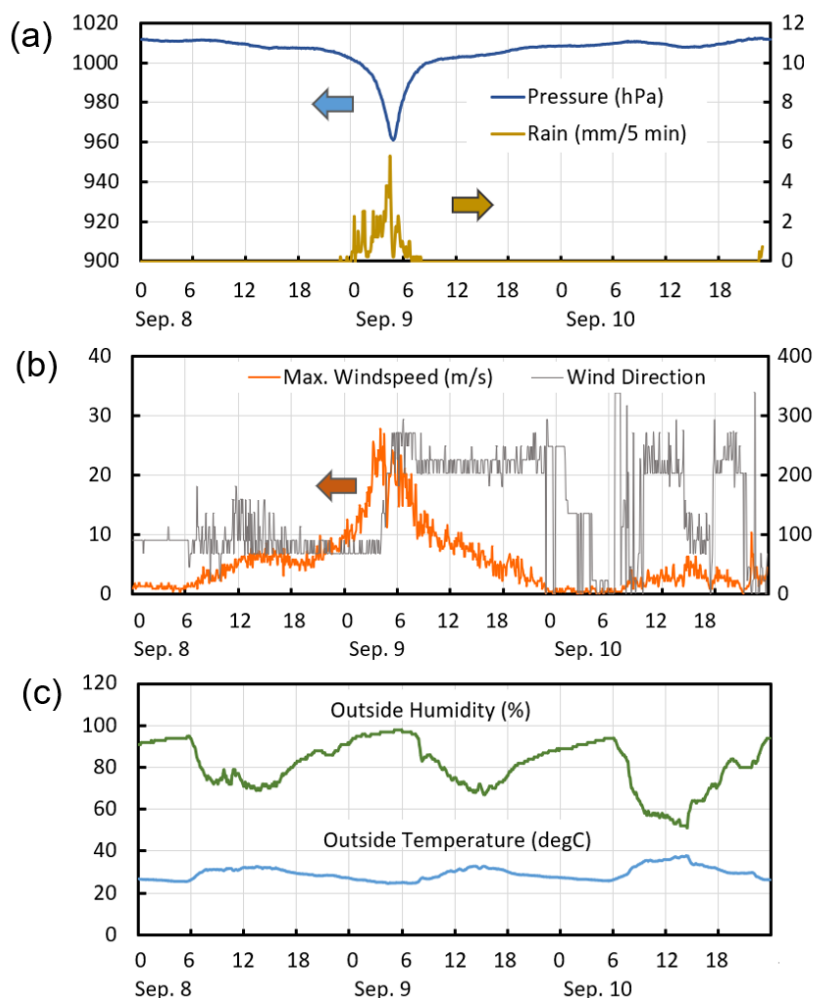 (a)
1020 12
1000 10
980 8
Pressure (hPa)
960 6
Rain (mm/5 min)
940 4
920 2
900 0
0 6 12 18 0 6 12 18 0 6 12 18
Sep. 8 Sep. 9 Sep. 10
(b)
40 400
Max. Windspeed (m/s) Wind Direction
30 300
20 200
10 100
0 0
0 6 12 18 0 6 12 18 0 6 12 18
Sep. 8 Sep. 9 Sep. 10
(c)
120
Outside Humidity (%)
100
80
60
Outside Temperature (degC)
40
20
0
0 6 12 18 0 6 12 18 0 6 12 18
Sep. 8 Sep. 9 Sep. 10